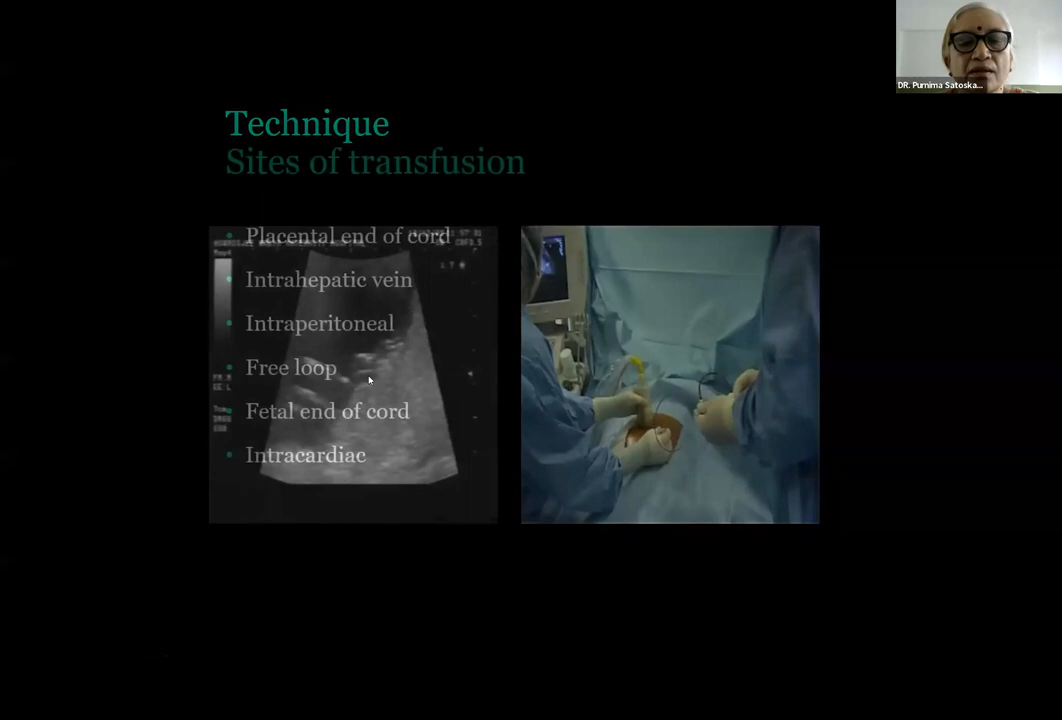 DR. Purnima Satoska...
Technique
Sites of transfusion
Placental end of cord
Intrahepatic vein
Intraperitoneal
Free loop
Fetal end of cord
Intracardiac